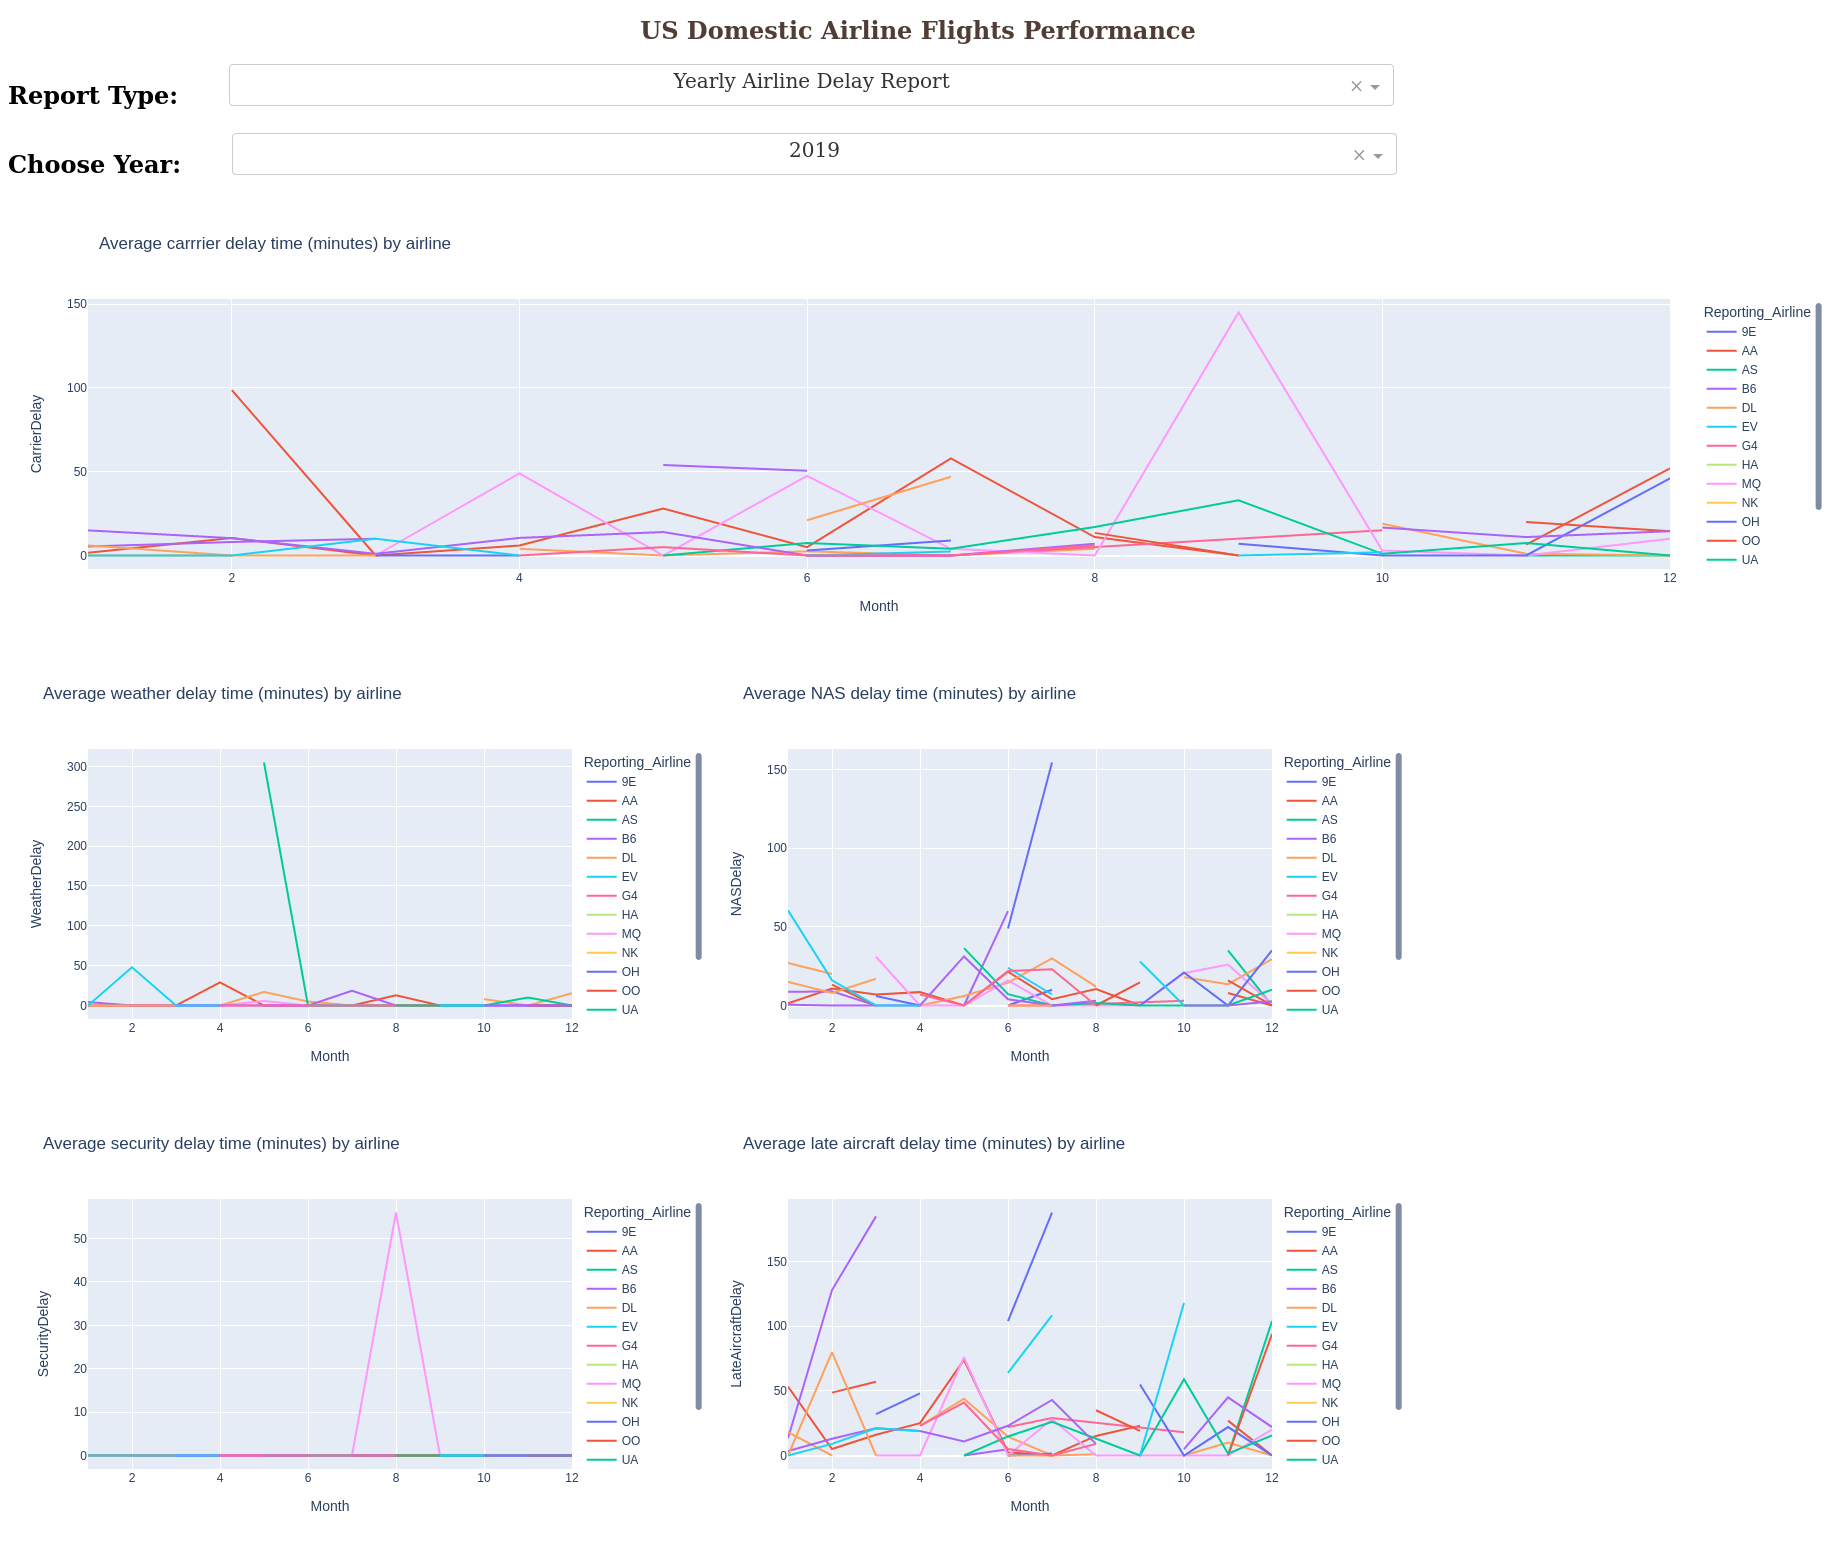 US Domestic Airline Flights Performance
Report Type:
Yearly Airline Delay Report
× 
Choose Year:
2019
×
Average carrrier delay time (minutes) by airline
150
100
50
0
CarrierDelay
2 4 6 8 10 12
Month
Reporting_Airline
9E
AA
AS
B6
DL
EV
G4
HA
MQ
NK
OH
OO
UA
Average weather delay time (minutes) by airline
300
250
200
150
100
50
0
WeatherDelay
2 4 6 8 10 12
Month
Reporting_Airline
9E
AA
AS
B6
DL
EV
G4
HA
MQ
NK
OH
OO
UA
Average NAS delay time (minutes) by airline
150
100
50
0
NASDelay
2 4 6 8 10 12
Month
Reporting_Airline
9E
AA
AS
B6
DL
EV
G4
HA
MQ
NK
OH
OO
UA
Average security delay time (minutes) by airline
50
40
30
20
10
0
SecurityDelay
2 4 6 8 10 12
Month
Reporting_Airline
9E
AA
AS
B6
DL
EV
G4
HA
MQ
NK
OH
OO
UA
Average late aircraft delay time (minutes) by airline
150
100
50
0
LateAircraftDelay
2 4 6 8 10 12
Month
Reporting_Airline
9E
AA
AS
B6
DL
EV
G4
HA
MQ
NK
OH
OO
UA